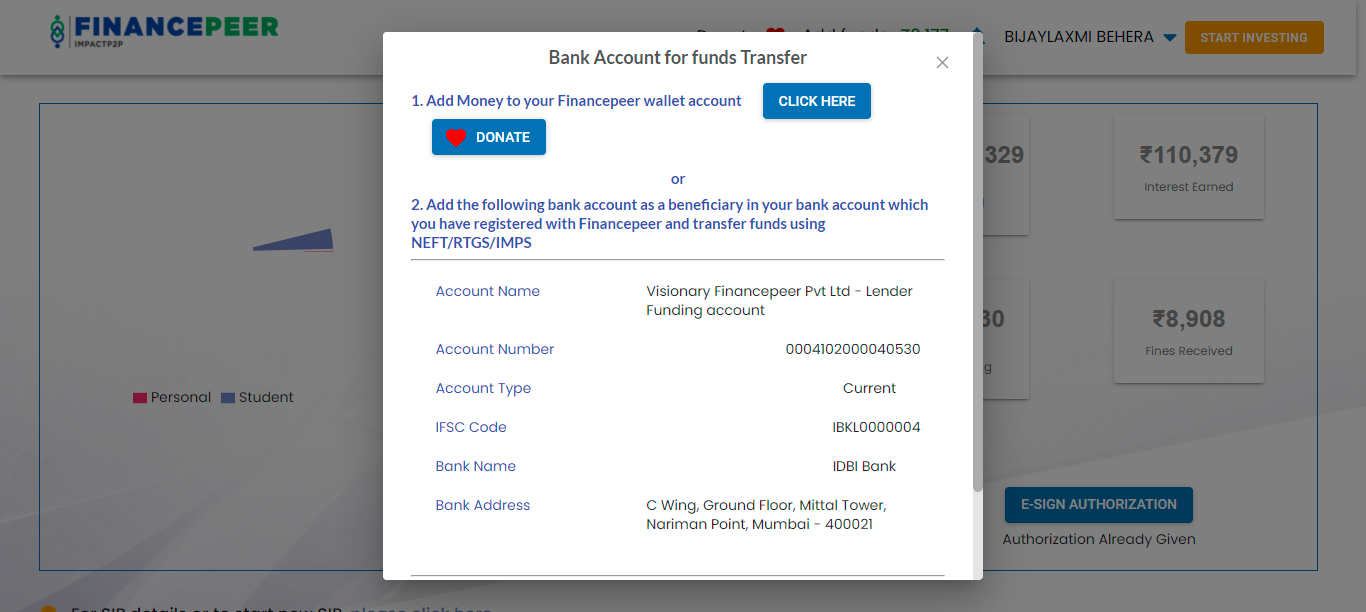 FINANCEPEER
IMPACTP2P
BIJAYLAXMI BEHERA
START INVESTING
Bank Account for funds Transfer
1. Add Money to your Financepeer wallet account
CLICK HERE
DONATE
or
2. Add the following bank account as a beneficiary in your bank account which
you have registered with Financepeer and transfer funds using
NEFT/RTGS/IMPS
Account Name
Visionary Financepeer Pvt Ltd - Lender
Funding account
Account Number
0004102000040530
Account Type
Current
IFSC Code
IBKL0000004
Bank Name
IDBI Bank
Bank Address
C Wing, Ground Floor, Mittal Tower,
Nariman Point, Mumbai - 400021
Personal
Student
329
₹110,379
Interest Earned
30
₹8,908
Fines Received
E-SIGN AUTHORIZATION
Authorization Already Given
For SIP details or to start new SIP, please click here